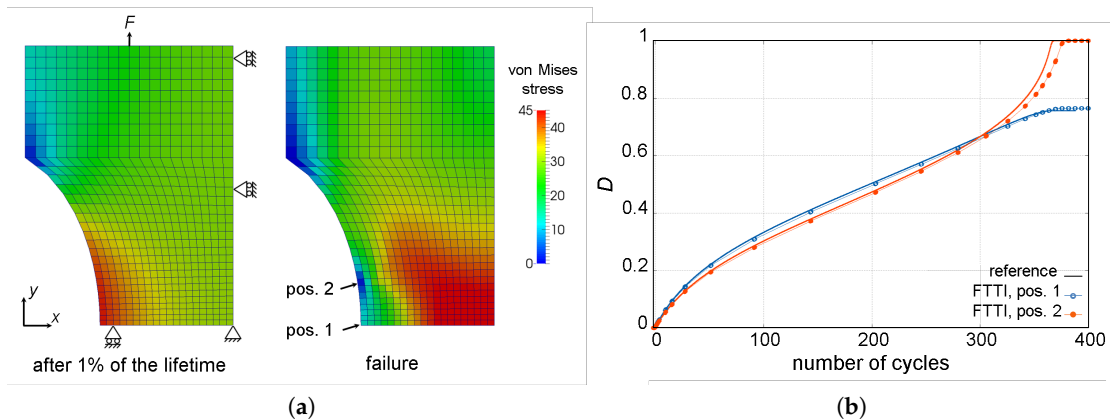 F
von Mises
stress
45
40
30
20
10
0
pos. 2
pos. 1
y
x
after 1% of the lifetime
failure
(a)
1
0.8
0.6
0.4
0.2
0
D
reference
FTTI, pos. 1
FTTI, pos. 2
0 100 200 300 400
number of cycles
(b)